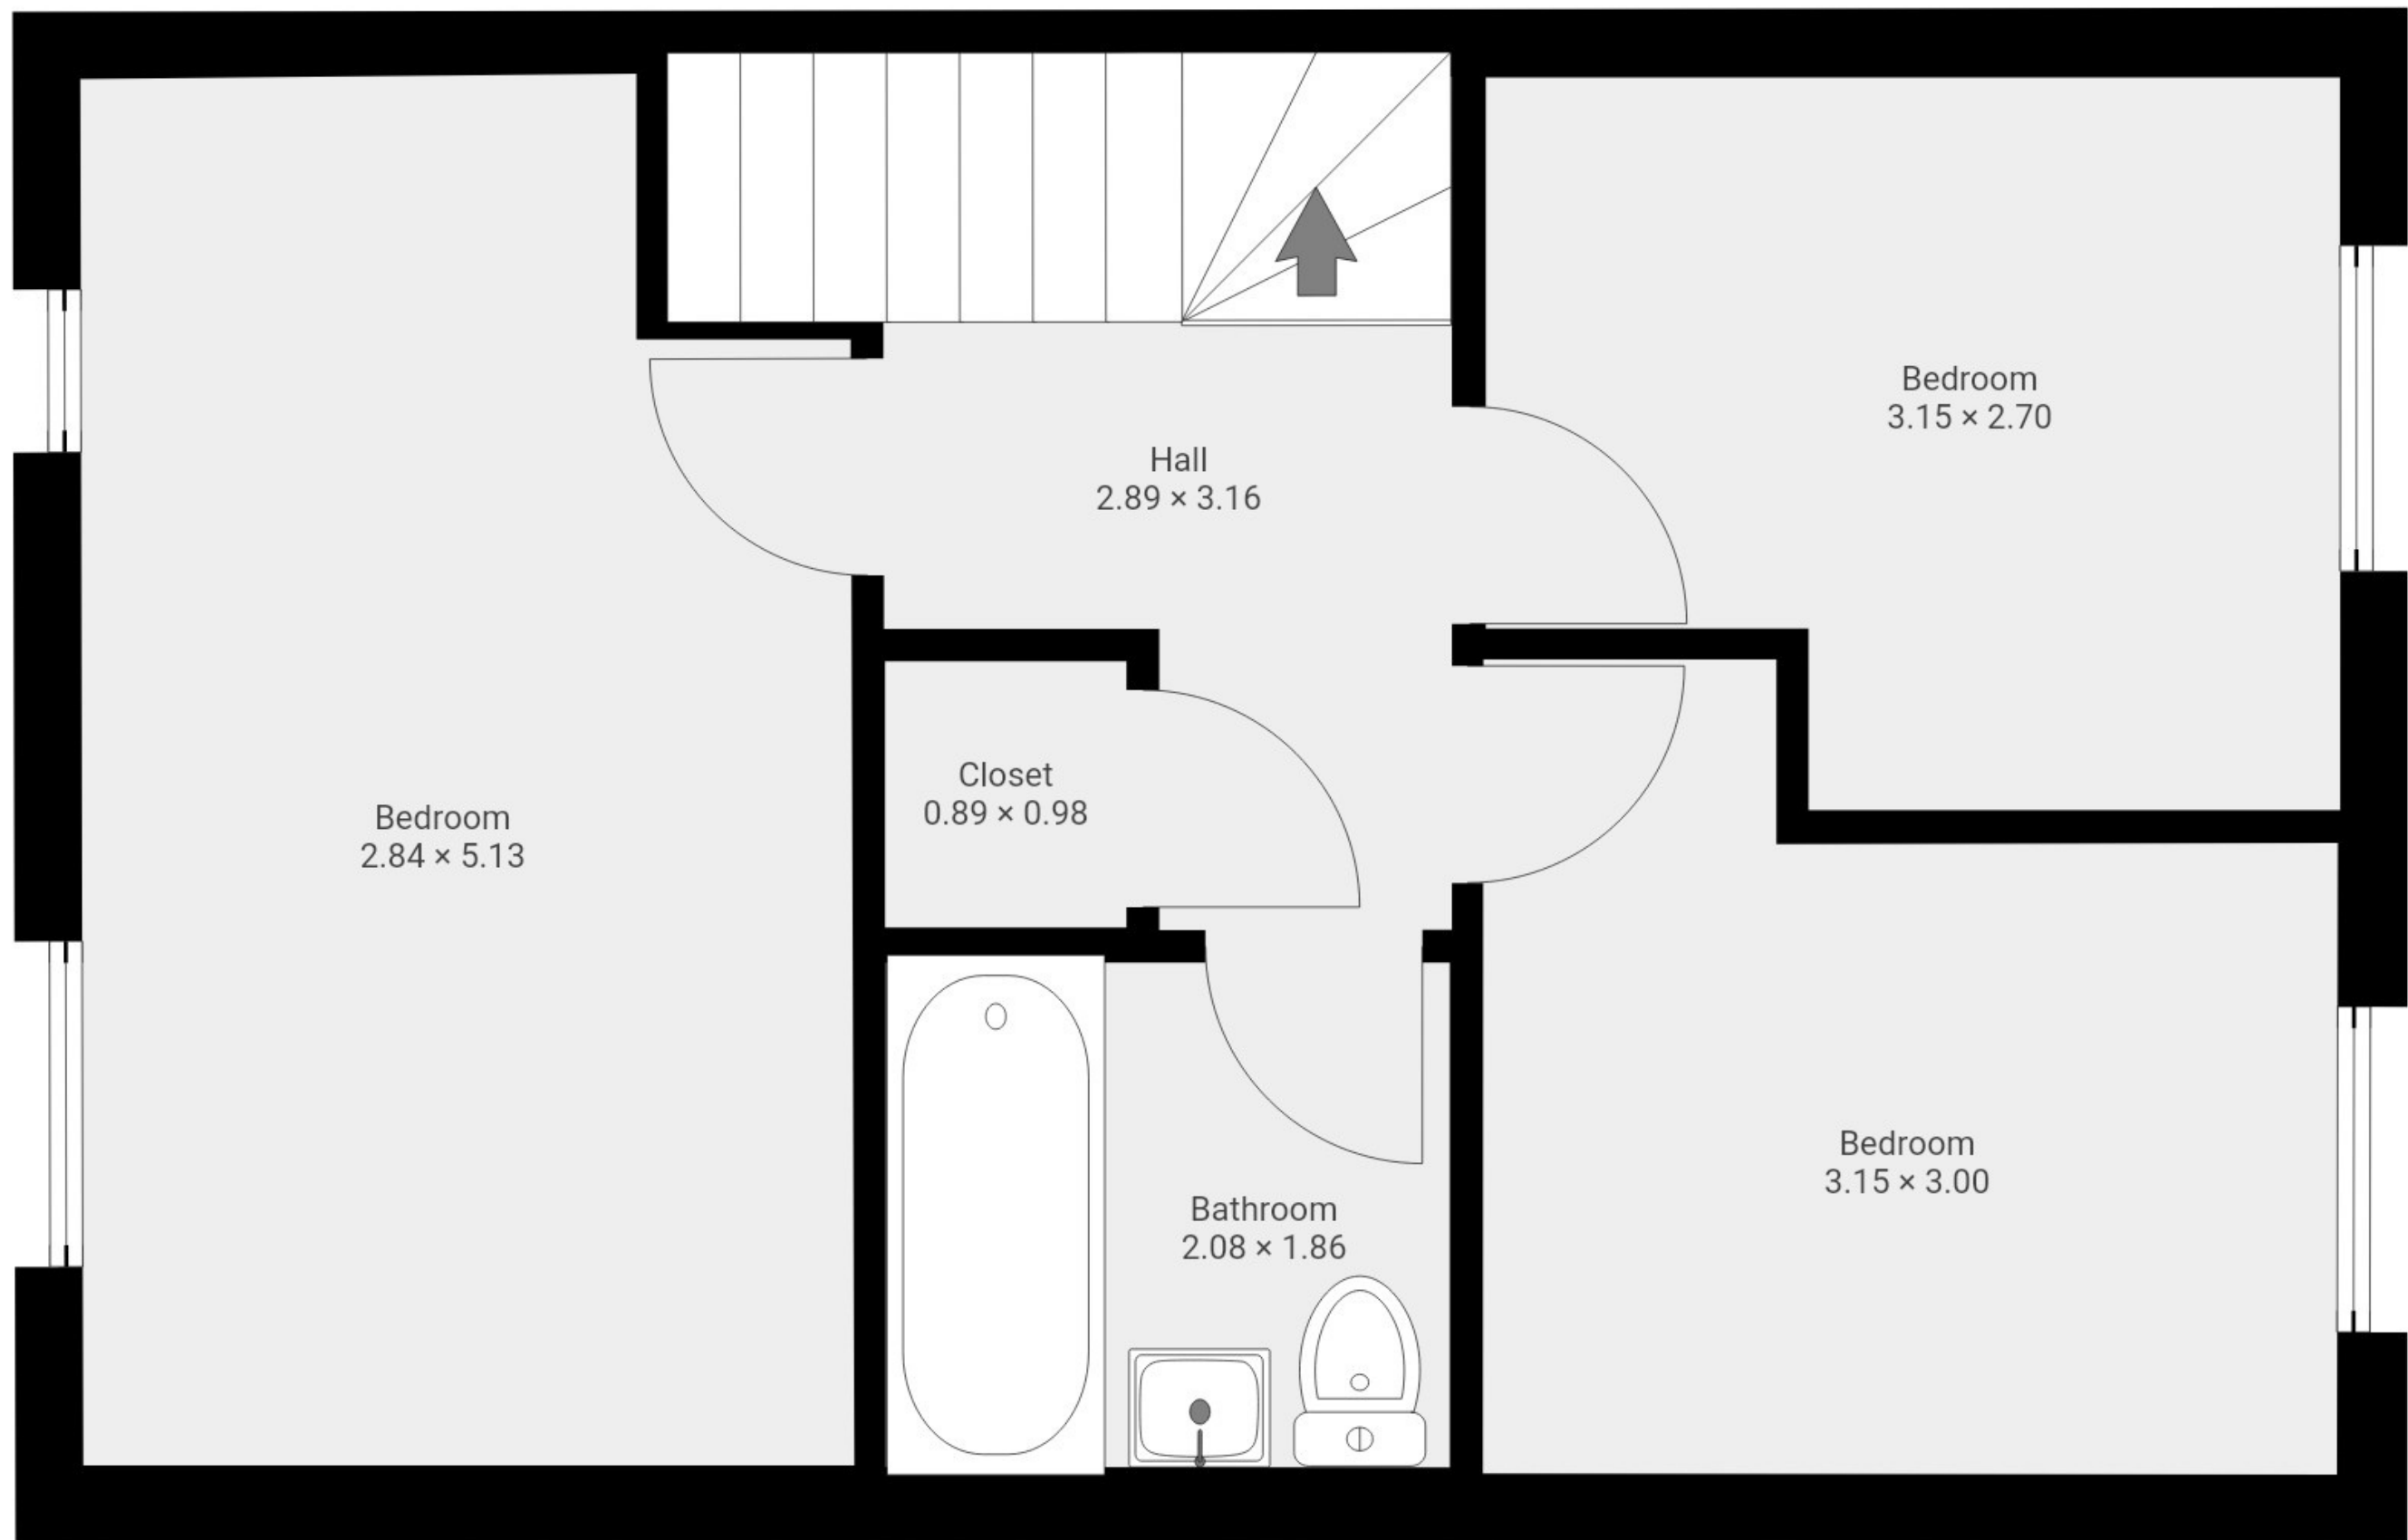 Bedroom
3.15 × 2.70
Hall
2.89 × 3.16
Closet
0.89 × 0.98
Bedroom
2.84 × 5.13
Bedroom
3.15 × 3.00
Bathroom
2.08 × 1.86